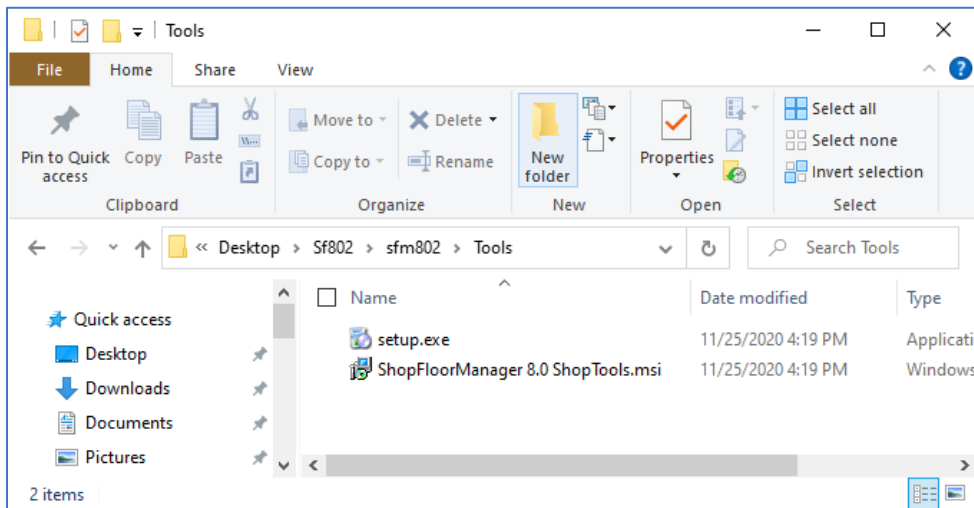 Tools
File Home Share View
Pin to Quick access
Copy
Paste
Clipboard
Move to
Copy to
Delete
Rename
Organize
New folder
New
Properties
Open
Select all
Select none
Invert selection
Select
« Desktop > Sf802 > sfm802 > Tools
Search Tools
Quick access
Desktop
Downloads
Documents
Pictures
Name Date modified Type
setup.exe 11/25/2020 4:19 PM Applicati
ShopFloorManager 8.0 ShopTools.msi 11/25/2020 4:19 PM Windows
2 items